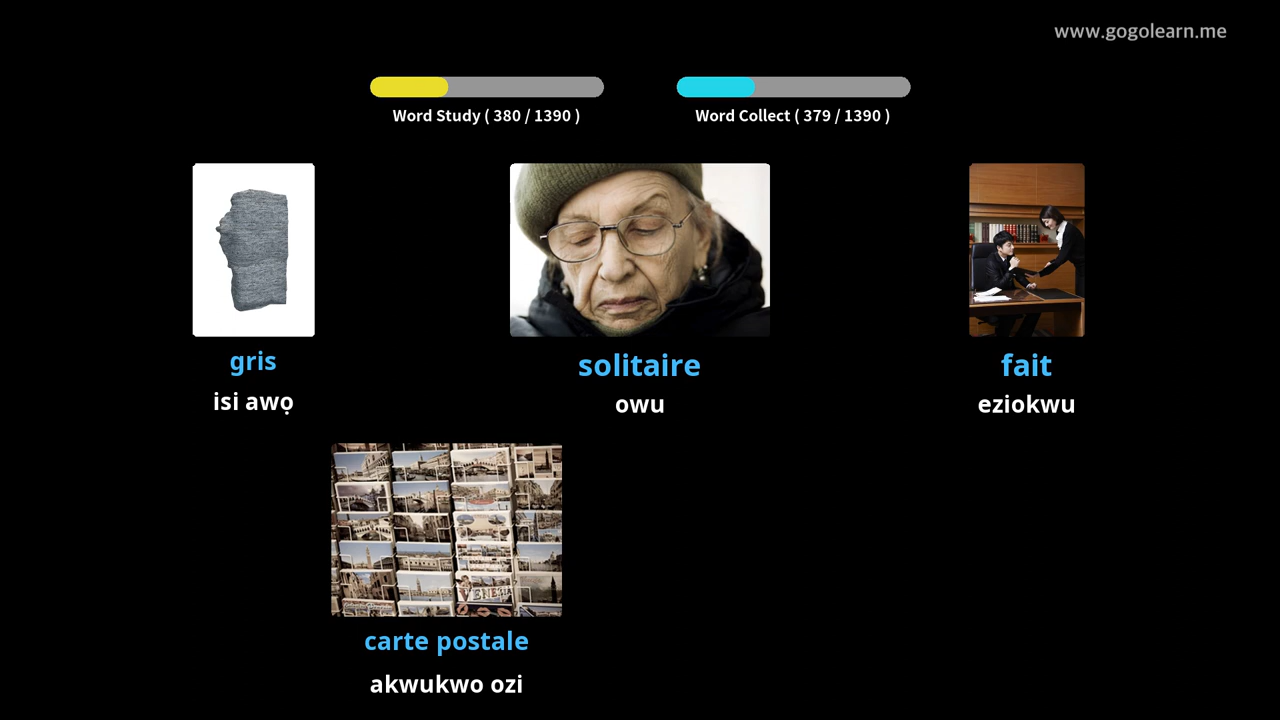 www.gogolearn.me
Word Study ( 380 / 1390 )
Word Collect ( 379 / 1390 )
gris
isi awọ
solitaire
owu
fait
eziokwu
VENEZIA
carte postale
akwukwo ozi